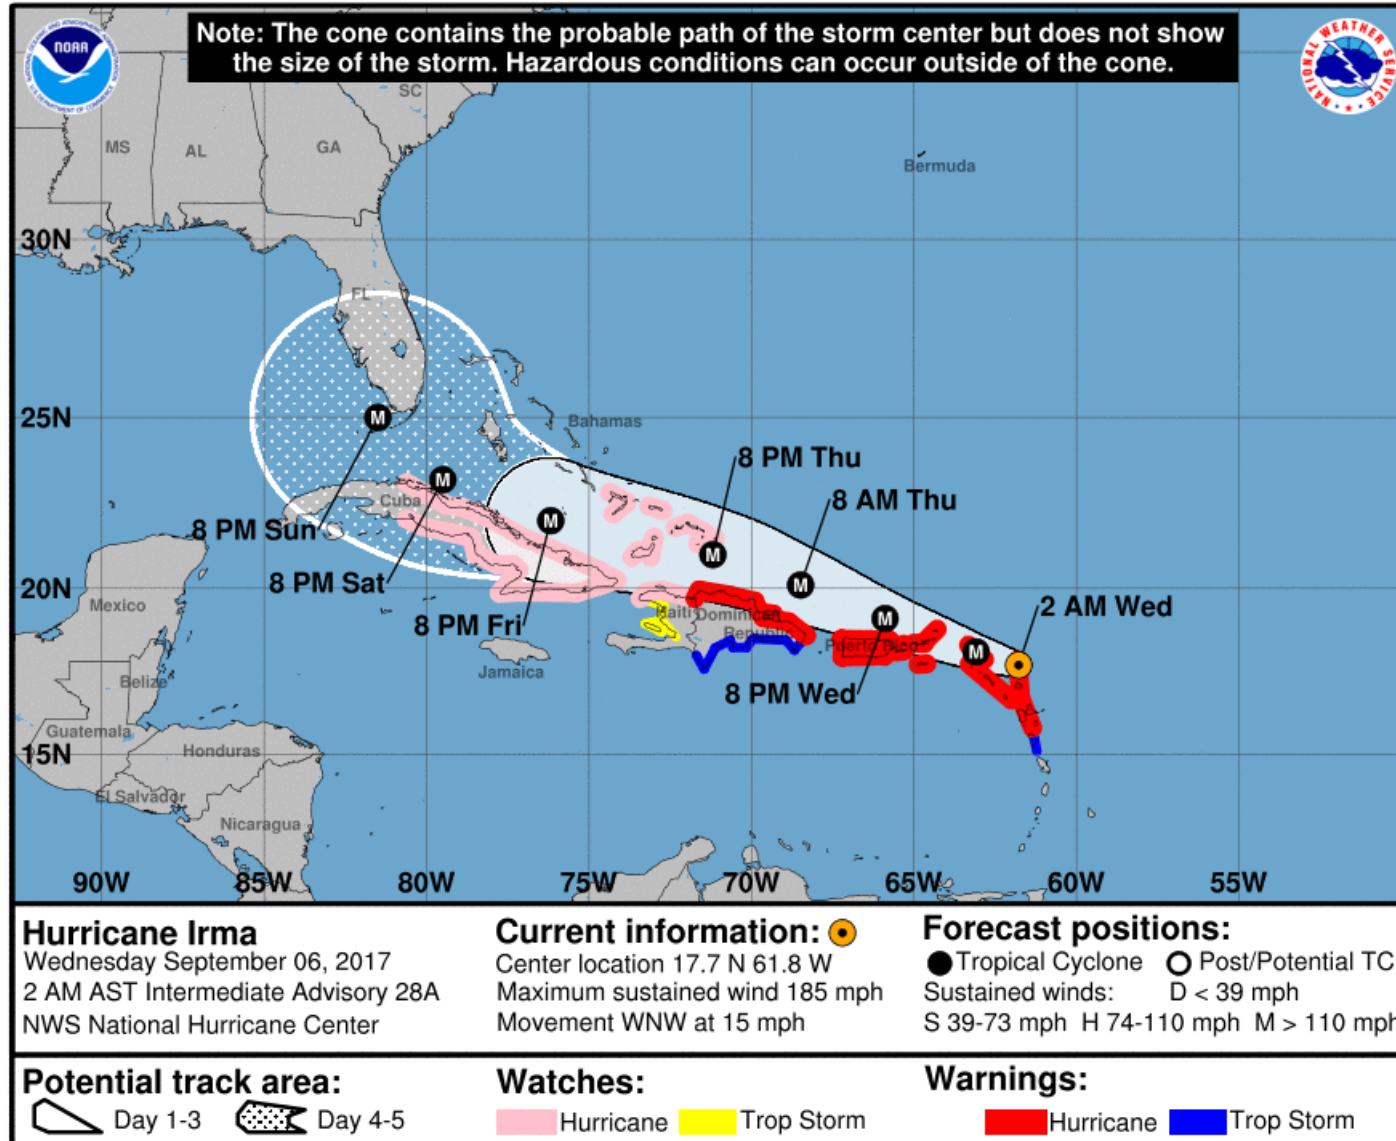 Note: The cone contains the probable path of the storm center but does not show
the size of the storm. Hazardous conditions can occur outside of the cone.
NOAA
NATIONAL WEATHER SERVICE
SC
MS
AL
GA
Bermuda
30N
FL
25N
Bahamas
8 PM Thu
8 AM Thu
Cuba
8 PM Sun
8 PM Sat
20N
Mexico
Haiti
Dominican
Republic
2 AM Wed
8 PM Fri
Puerto Rico
Jamaica
Belize
8 PM Wed
Guatemala
Honduras
15N
El Salvador
Nicaragua
90W 85W 80W 75W 70W 65W 60W 55W
M
M
M
M
M
M
M
Hurricane Irma
Wednesday September 06, 2017
2 AM AST Intermediate Advisory 28A
NWS National Hurricane Center
Current information:
Center location 17.7 N 61.8 W
Maximum sustained wind 185 mph
Movement WNW at 15 mph
Forecast positions:
Tropical Cyclone Post/Potential TC
Sustained winds: D < 39 mph
S 39-73 mph H 74-110 mph M > 110 mph
Potential track area:
Day 1-3 Day 4-5
Watches:
Hurricane Trop Storm
Warnings:
Hurricane Trop Storm